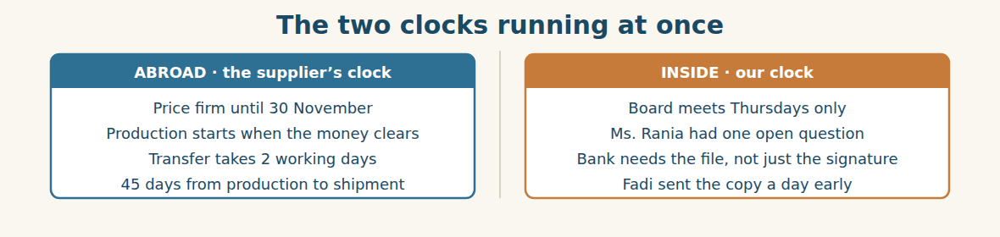 The two clocks running at once
ABROAD · the supplier’s clock
Price firm until 30 November
Production starts when the money clears
Transfer takes 2 working days
45 days from production to shipment
INSIDE · our clock
Board meets Thursdays only
Ms. Rania had one open question
Bank needs the file, not just the signature
Fadi sent the copy a day early